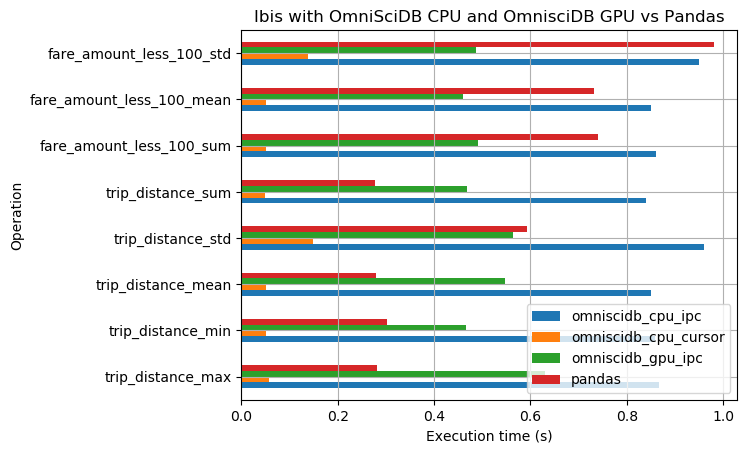 Ibis with OmniSciDB CPU and OmnisciDB GPU vs Pandas
fare_amount_less_100_std
fare_amount_less_100_mean
fare_amount_less_100_sum
trip_distance_sum
trip_distance_std
trip_distance_mean
trip_distance_min
trip_distance_max
Operation
omniscidb_cpu_ipc
omniscidb_cpu_cursor
omniscidb_gpu_ipc
pandas
0.0 0.2 0.4 0.6 0.8 1.0
Execution time (s)